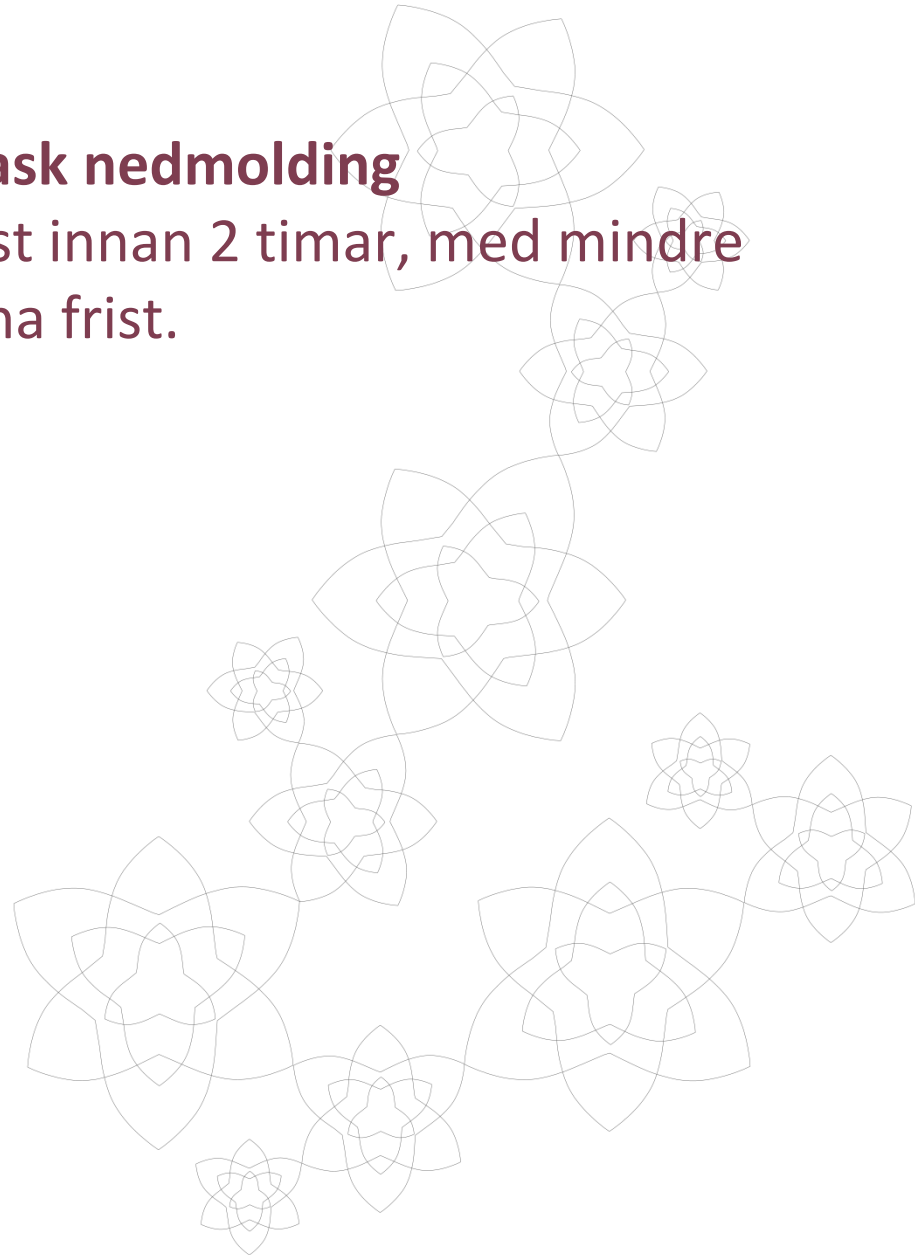 ask nedmolding
st innan 2 timar, med mindre
na frist.